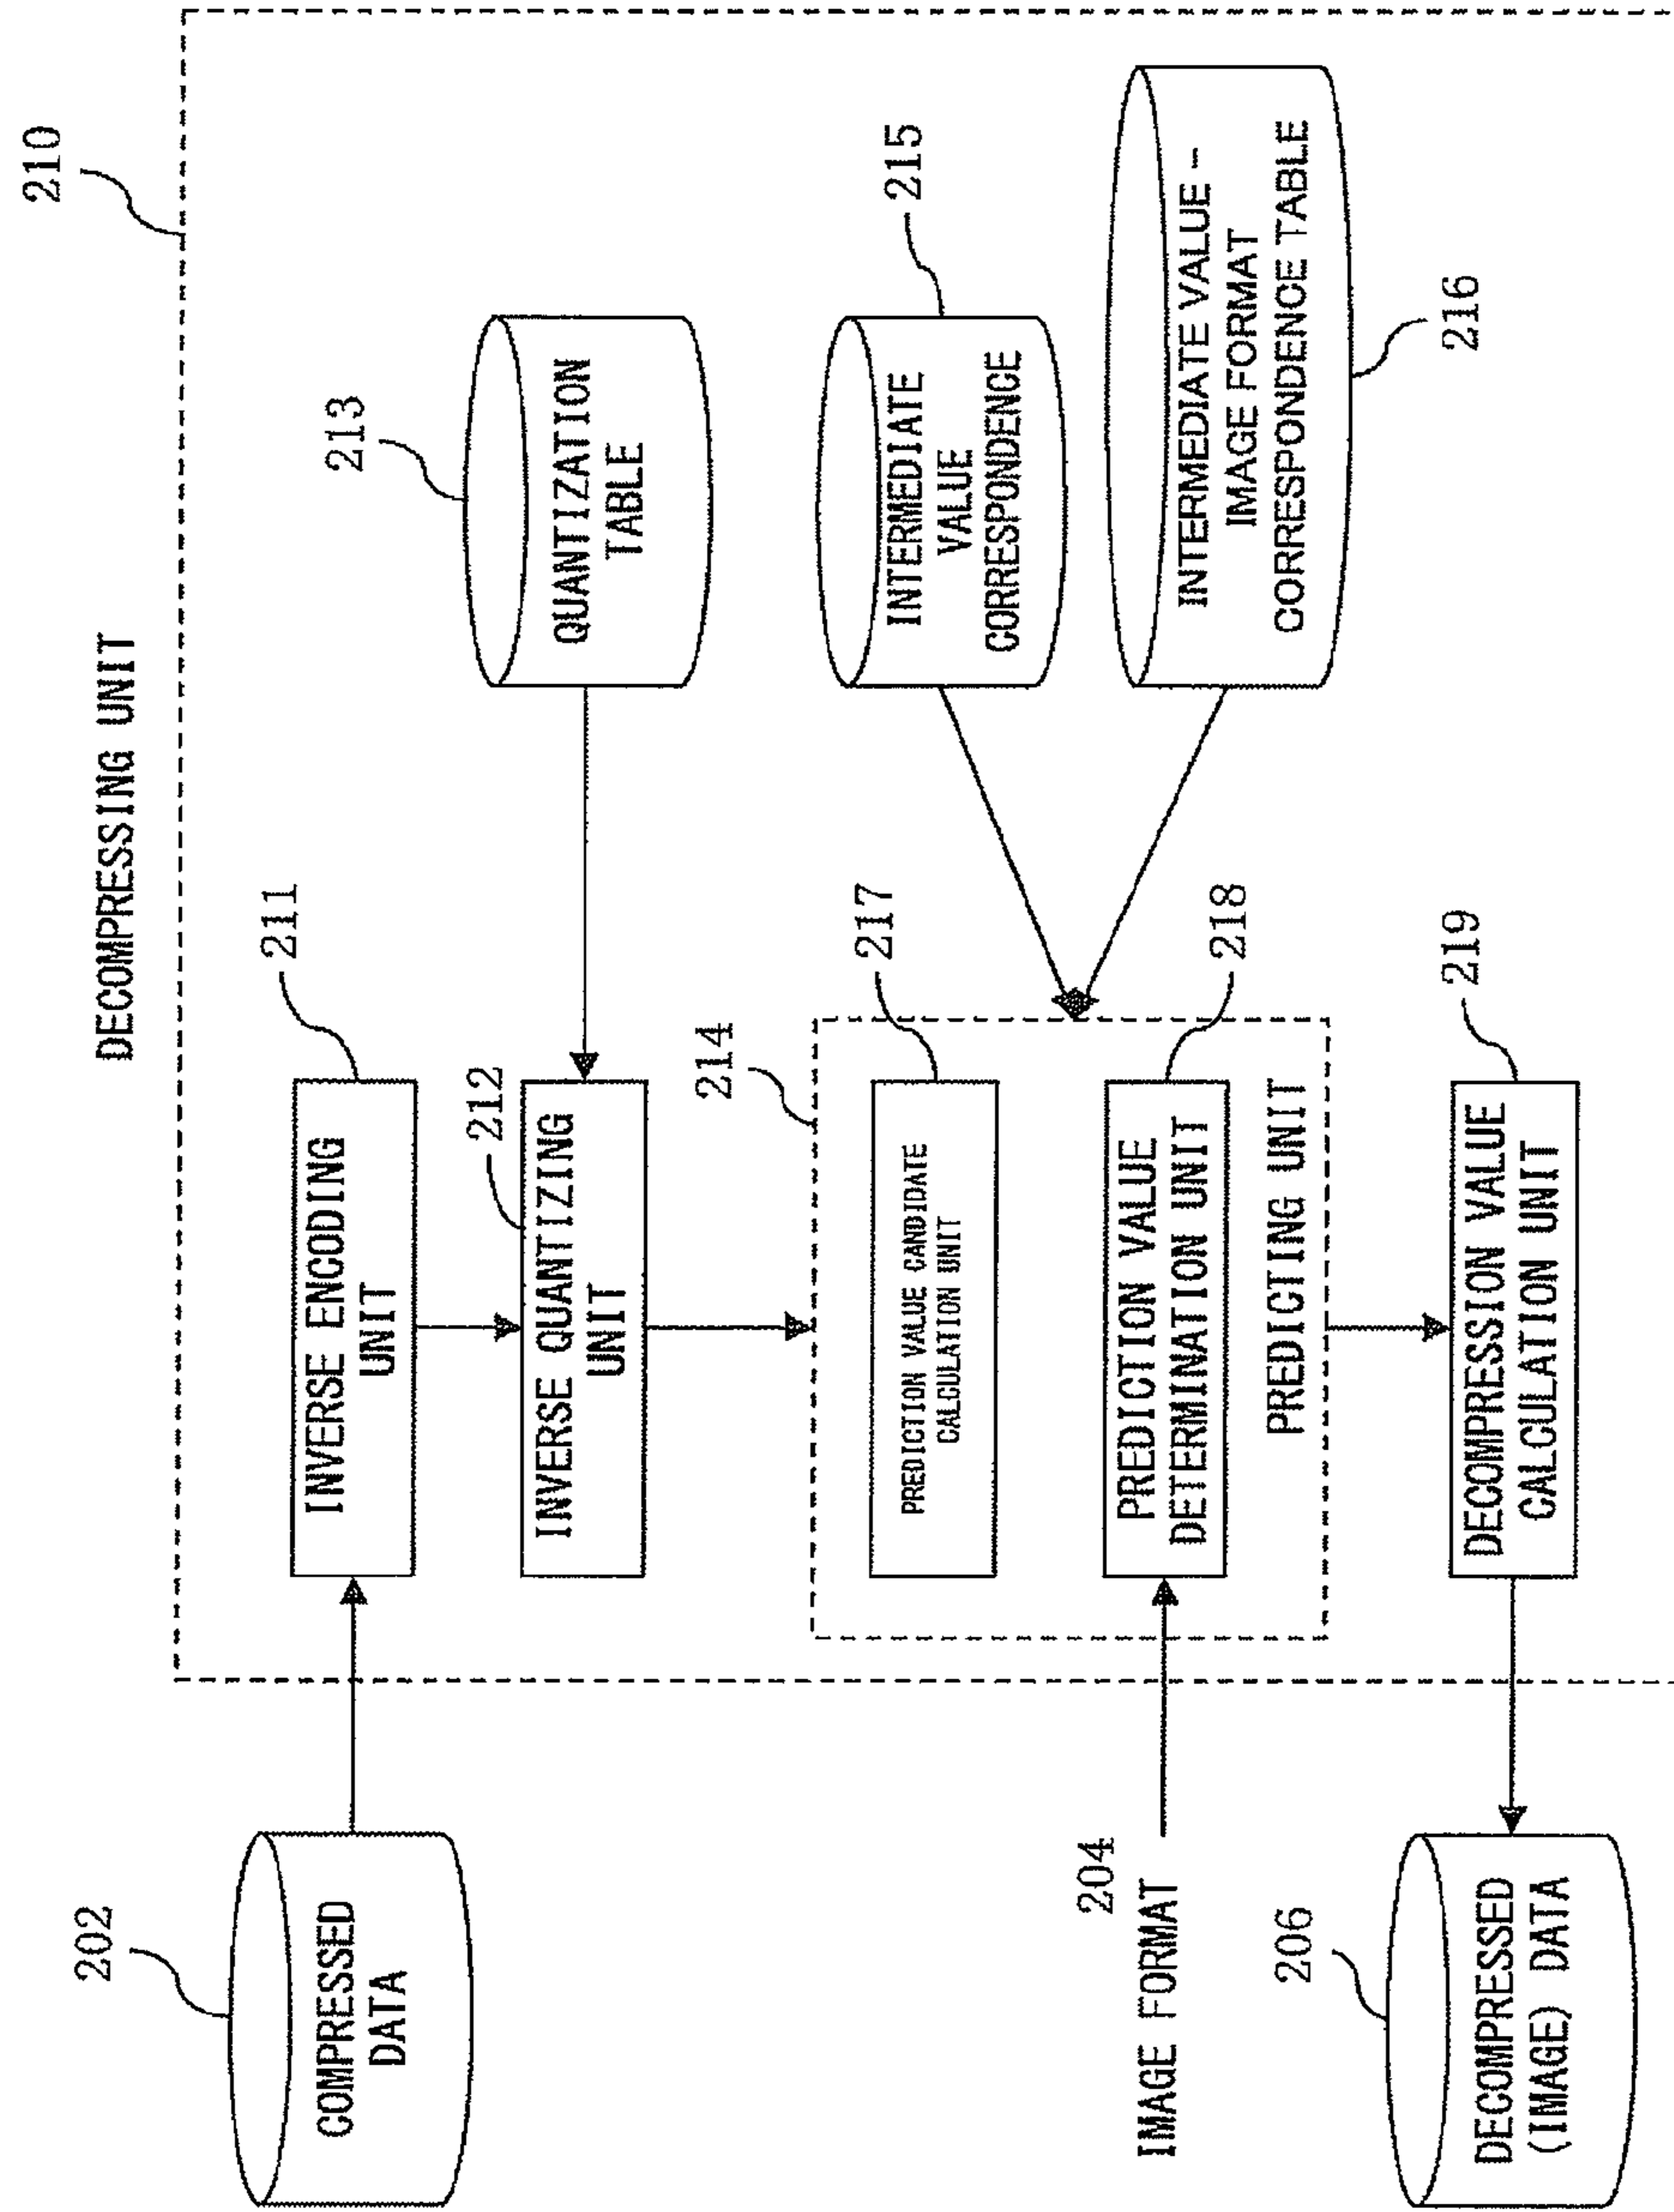 DECOMPRESSING UNIT
210
202
COMPRESSED
DATA
211
INVERSE ENCODING
UNIT
212
INVERSE QUANTIZING
UNIT
213
QUANTIZATION
TABLE
214
217
PREDICTION VALUE CANDIDATE
CALCULATION UNIT
215
INTERMEDIATE
VALUE
CORRESPONDENCE
204
IMAGE FORMAT
218
PREDICTION VALUE
DETERMINATION UNIT
PREDICTING UNIT
INTERMEDIATE VALUE -
IMAGE FORMAT
CORRESPONDENCE TABLE
216
206
DECOMPRESSED
(IMAGE) DATA
219
DECOMPRESSION VALUE
CALCULATION UNIT